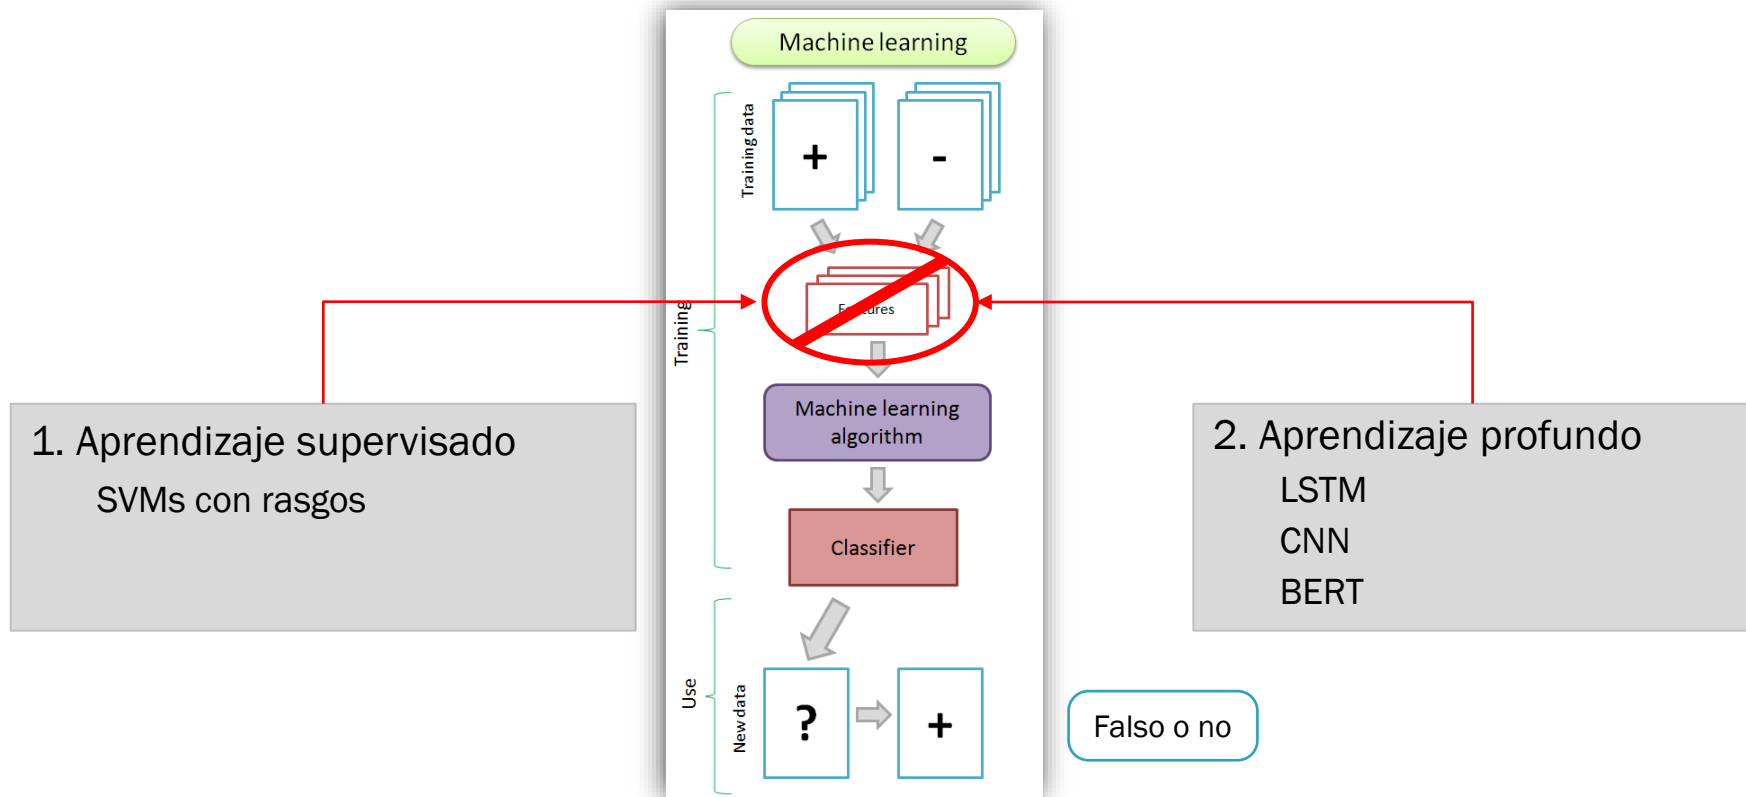 Machine learning
Training data
+
-
Features
Training
Machine learning
algorithm
1. Aprendizaje supervisado
SVMs con rasgos
2. Aprendizaje profundo
LSTM
CNN
BERT
Classifier
Use
New data
?
+
Falso o no